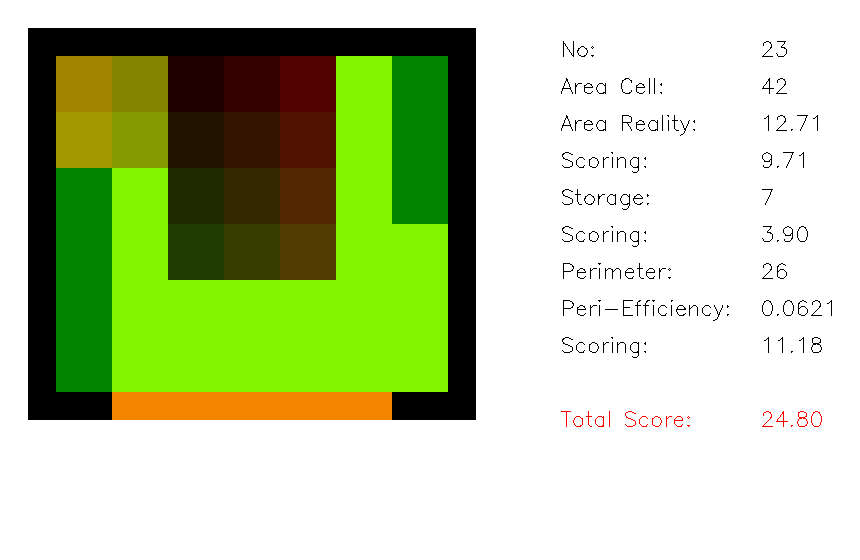 No: 23
Area Cell: 42
Area Reality: 12.71
Scoring: 9.71
Storage: 7
Scoring: 3.90
Perimeter: 26
Peri-Efficiency: 0.0621
Scoring: 11.18
Total Score: 24.80